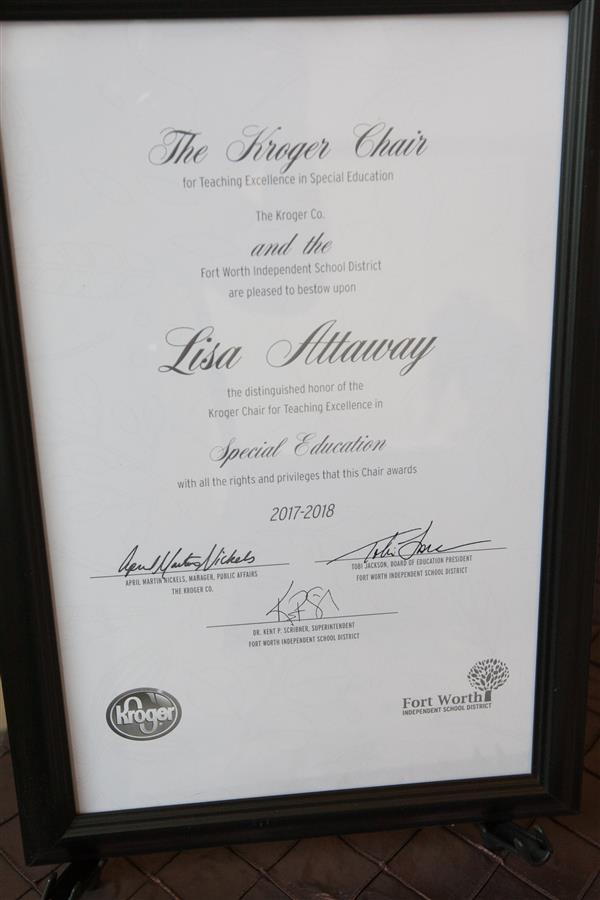 The Kroger Chair
for Teaching Excellence in Special Education
The Kroger Co.
and the
Fort Worth Independent School District
are pleased to bestow upon
Lisa Attaway
the distinguished honor of the
Kroger Chair for Teaching Excellence in
Special Education
with all the rights and privileges that this Chair awards
2017-2018
April Martin Nickels
APRIL MARTIN NICKELS, MANAGER, PUBLIC AFFAIRS
THE KROGER CO.
TOBI JACKSON, BOARD OF EDUCATION PRESIDENT
FORT WORTH INDEPENDENT SCHOOL DISTRICT
DR. KENT P. SCRIBNER, SUPERINTENDENT
FORT WORTH INDEPENDENT SCHOOL DISTRICT
Kroger
Fort Worth
INDEPENDENT SCHOOL DISTRICT